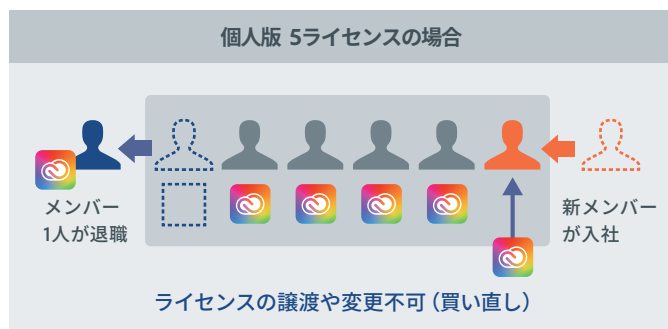 個人版 5ライセンスの場合
メンバー
1人が退職
新メンバー
が入社
ライセンスの譲渡や変更不可（買い直し）